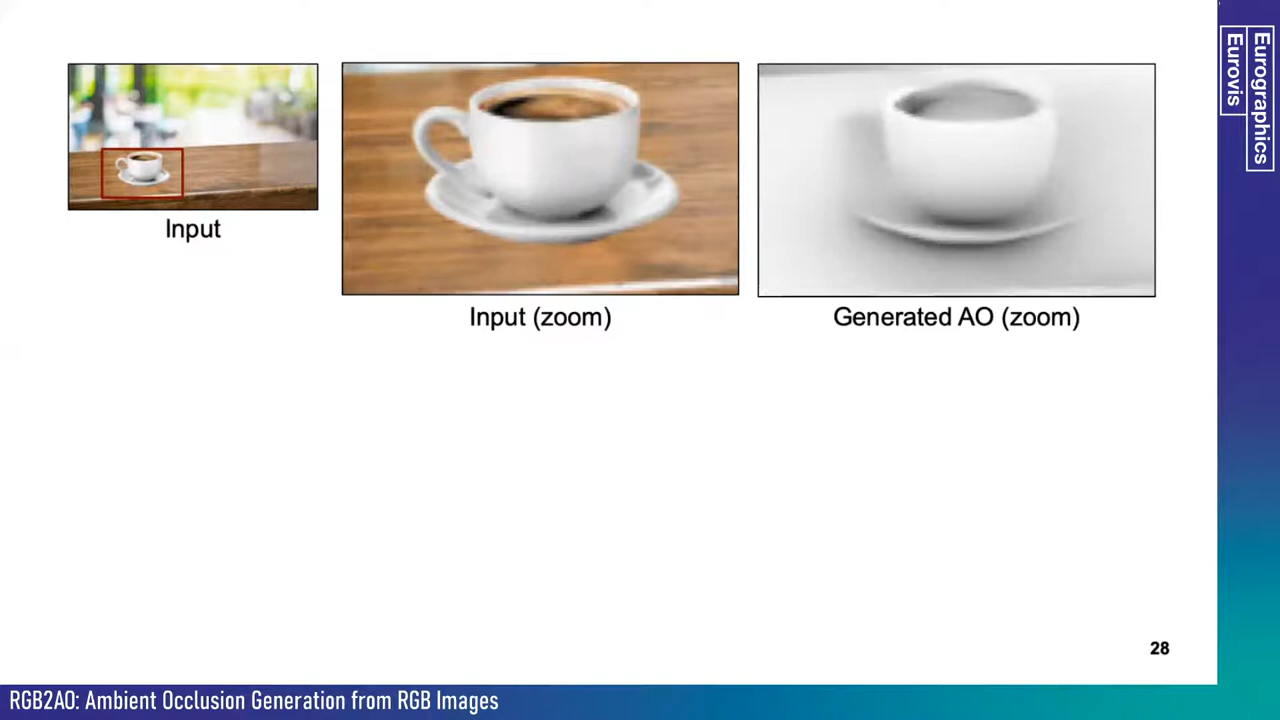 Input
Input (zoom)
Generated AO (zoom)
28
RGB2AO: Ambient Occlusion Generation from RGB Images
Eurographics
Eurovis